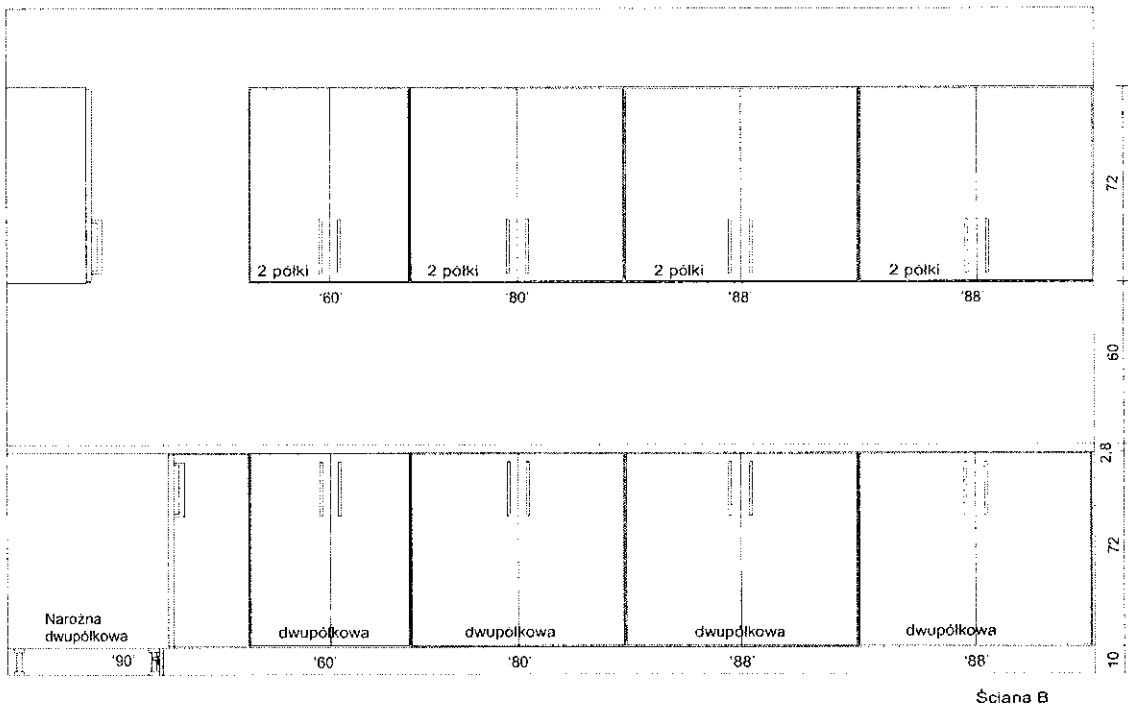 72
2 półki
2 półki
2 półki
2 półki
'60'
'80'
'88'
'88'
60
2.8
72
Narożna
dwupółkowa
dwupółkowa
dwupółkowa
dwupółkowa
dwupółkowa
'90'
'60'
'80'
'88'
'88'
10
Ściana B